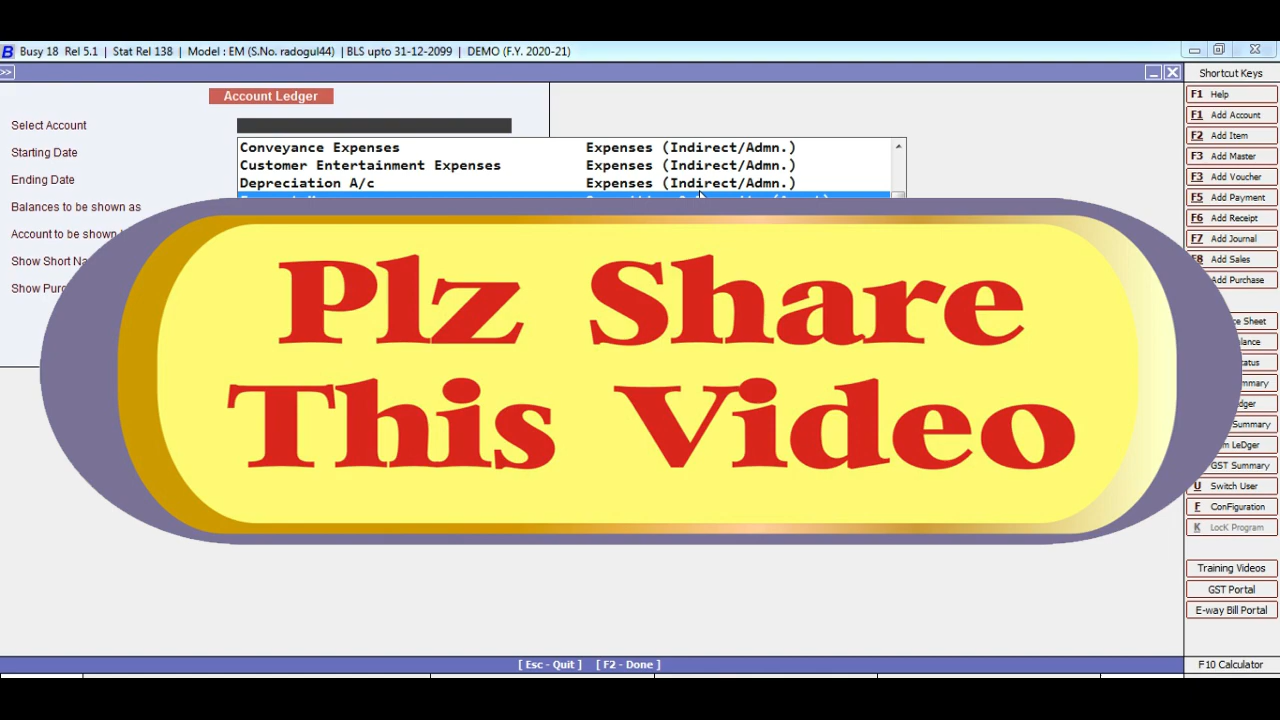 Busy 18 Rel 5.1 | Stat Rel 138 | Model : EM (S.No. radogul44) | BLS upto 31-12-2099 | DEMO (F.Y. 2020-21)
>>
Shortcut Keys
Account Ledger
Select Account
Starting Date
Ending Date
Balances to be shown as
Account to be shown
Show Short
Show
Conveyance Expenses Expenses (Indirect/Admn.)
Customer Entertainment Expenses Expenses (Indirect/Admn.)
Depreciation A/c Expenses (Indirect/Admn.)
Plz Share
This Video
F1 Help
F1 Add Account
F2 Add Item
F3 Add Master
F3 Add Voucher
F5 Add Payment
F6 Add Receipt
F7 Add Journal
F8 Add Sales
Add Purchase
Sheet
GST Summary
U Switch User
F ConFiguration
K LocK Program
Training Videos
GST Portal
E-way Bill Portal
[ Esc - Quit ] [ F2 - Done ]
F10 Calculator